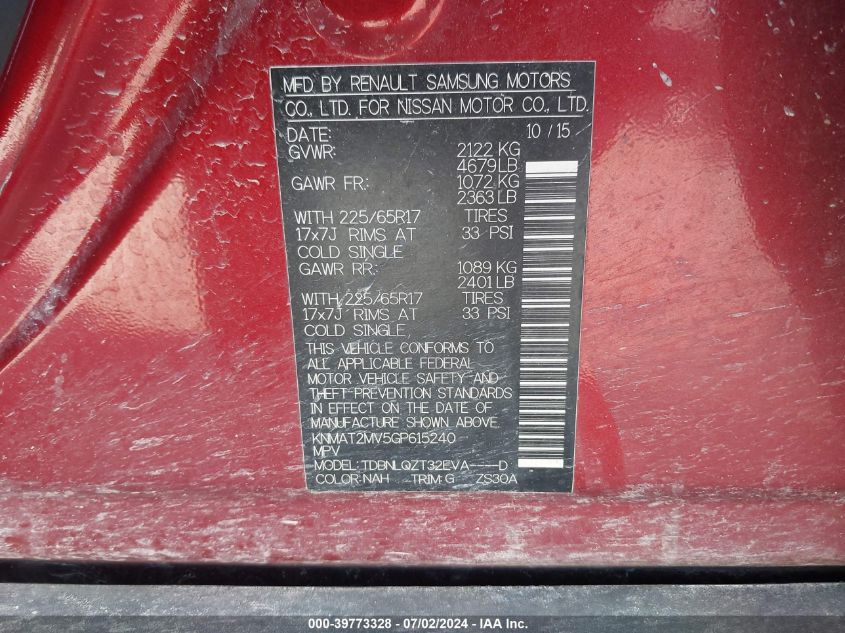 MFD BY RENAULT SAMSUNG MOTORS
CO., LTD. FOR NISSAN MOTOR CO., LTD.
DATE: 10 / 15
GVWR: 2122 KG
4679 LB
GAWR FR.: 1072 KG
2363 LB
WITH 225/65R17 TIRES
17x7J RIMS AT 33 PSI
COLD SINGLE
GAWR RR.: 1089 KG
2401 LB
WITH 225/65R17 TIRES
17x7J RIMS AT 33 PSI
COLD SINGLE,
THIS VEHICLE CONFORMS TO
ALL APPLICABLE FEDERAL
MOTOR VEHICLE SAFETY AND
THEFT PREVENTION STANDARDS
IN EFFECT ON THE DATE OF
MANUFACTURE SHOWN ABOVE.
KNMAT2MV5GP615240
MPV
MODEL: TDBNLQZT32EVA----D
COLOR: NAH TRIM: G ZS30A
000-39773328 - 07/02/2024 - © IAA, Inc.